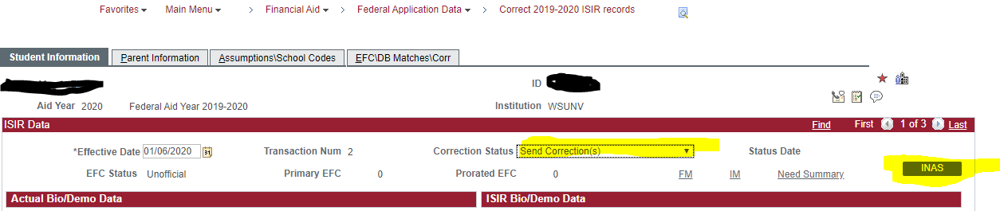 Favorites Main Menu > Financial Aid > Federal Application Data > Correct 2019-2020 ISIR records
Student Information Parent Information Assumptions\School Codes EFC\DB Matches\Corr
ID
Aid Year 2020 Federal Aid Year 2019-2020 Institution WSUNV
ISIR Data Find First 1 of 3 Last
*Effective Date 01/06/2020 31 Transaction Num 2 Correction Status Send Correction(s) Status Date
EFC Status Unofficial Primary EFC 0 Prorated EFC 0 FM IM Need Summary INAS
Actual Bio/Demo Data ISIR Bio/Demo Data